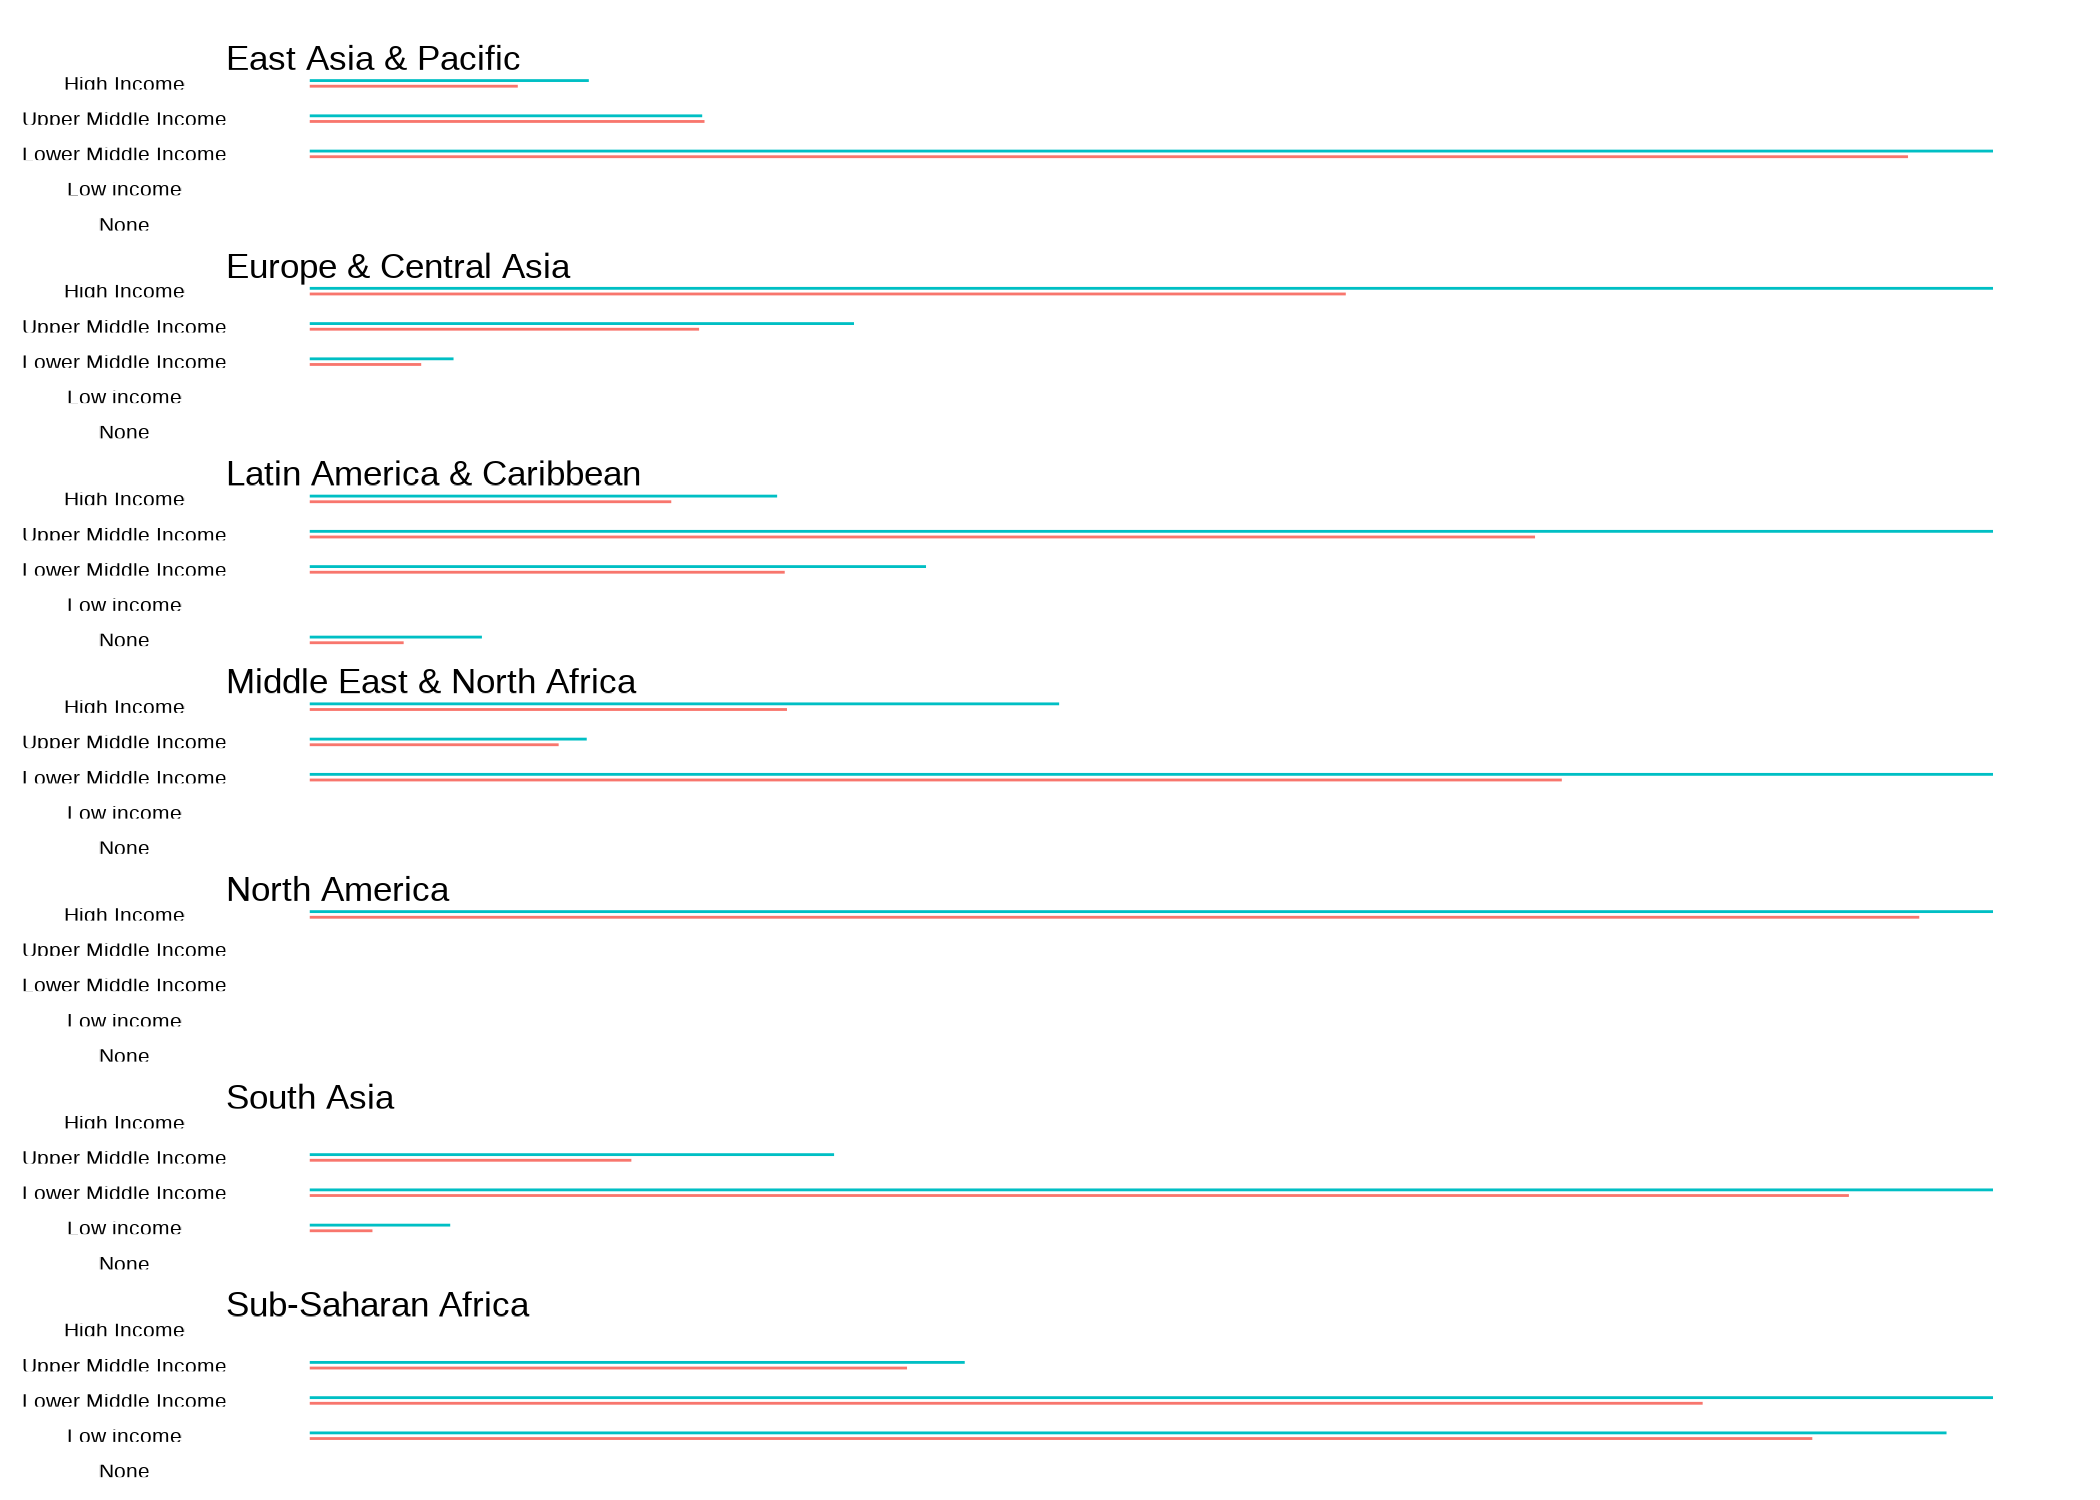 East Asia & Pacific
High Income
Upper Middle Income
Lower Middle Income
Low income
None
Europe & Central Asia
High Income
Upper Middle Income
Lower Middle Income
Low income
None
Latin America & Caribbean
High Income
Upper Middle Income
Lower Middle Income
Low income
None
Middle East & North Africa
High Income
Upper Middle Income
Lower Middle Income
Low income
None
North America
High Income
Upper Middle Income
Lower Middle Income
Low income
None
South Asia
High Income
Upper Middle Income
Lower Middle Income
Low income
None
Sub-Saharan Africa
High Income
Upper Middle Income
Lower Middle Income
Low income
None